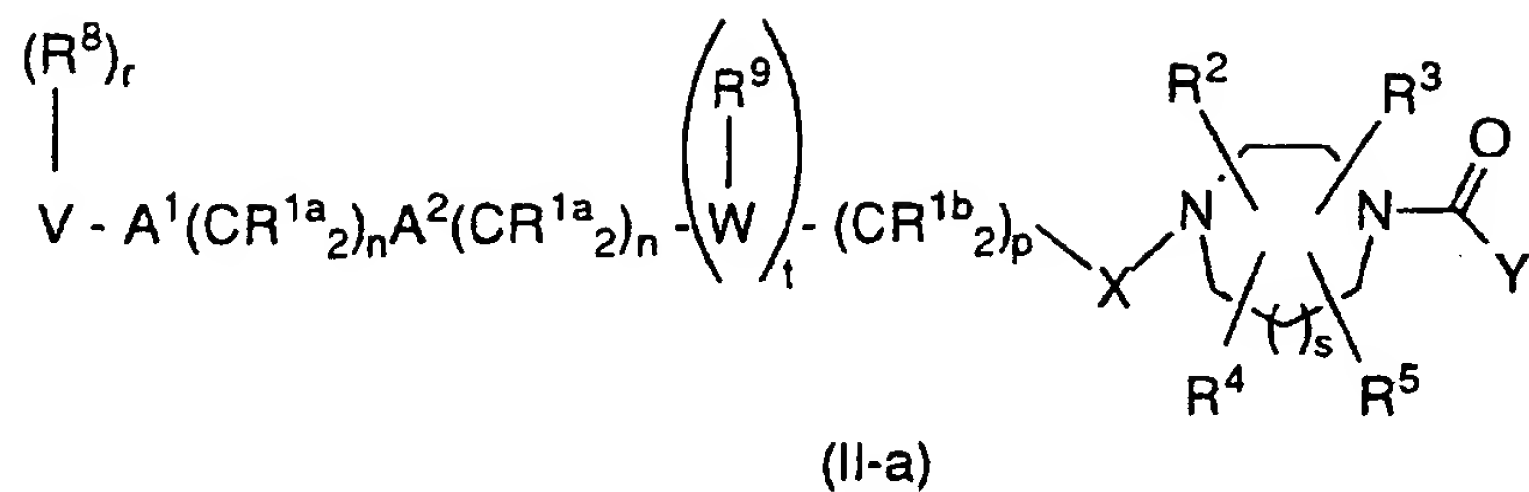 (R⁸)ᵣ R⁹ R² R³ O
V - A¹(CR¹ᵃ₂)ₙA²(CR¹ᵃ₂)ₙ - (W)ₜ - (CR¹ᵇ₂)ₚ N N
X Y
( )ₛ
R⁴ R⁵
(II-a)